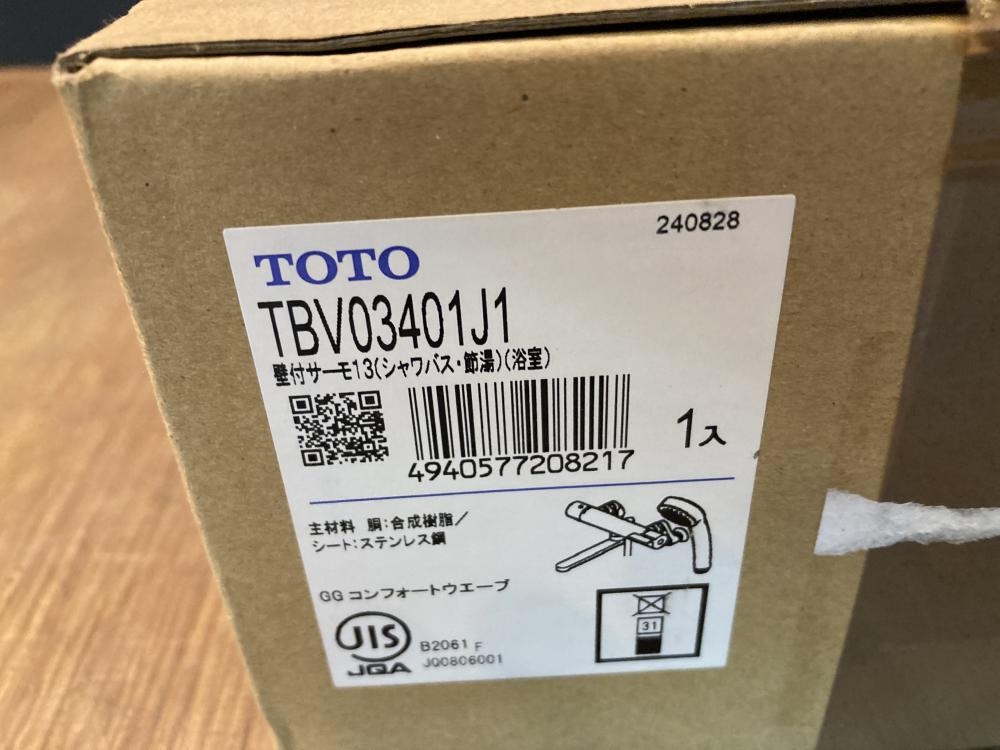 240828
TOTO
TBV03401J1
壁付サーモ13(シャワバス・節湯)(浴室)
4940577208217
1入
主材料 胴:合成樹脂/
シート:ステンレス鋼
GG コンフォートウエーブ
JIS
JQA
B2061 F
JQ0806001
31